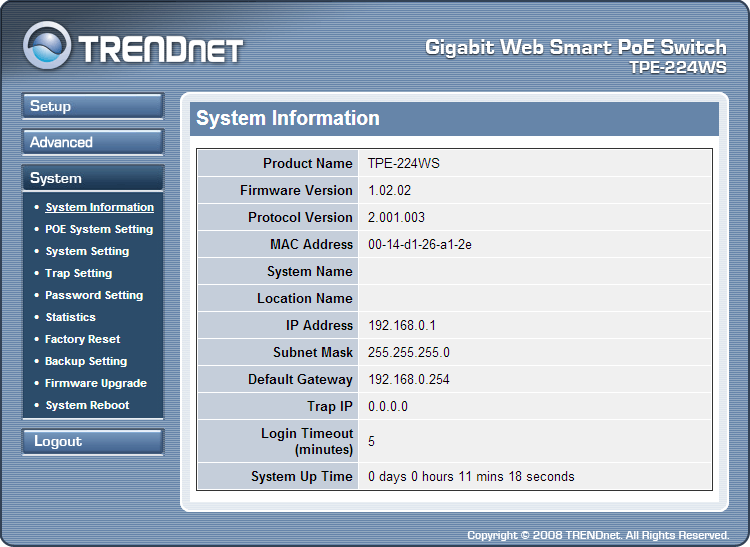 TRENDNET
Gigabit Web Smart PoE Switch
TPE-224WS
Setup
Advanced
System
• System Information
• POE System Setting
• System Setting
• Trap Setting
• Password Setting
• Statistics
• Factory Reset
• Backup Setting
• Firmware Upgrade
• System Reboot
Logout
System Information
Product Name TPE-224WS
Firmware Version 1.02.02
Protocol Version 2.001.003
MAC Address 00-14-d1-26-a1-2e
System Name
Location Name
IP Address 192.168.0.1
Subnet Mask 255.255.255.0
Default Gateway 192.168.0.254
Trap IP 0.0.0.0
Login Timeout
(minutes) 5
System Up Time 0 days 0 hours 11 mins 18 seconds
Copyright © 2008 TRENDnet. All Rights Reserved.